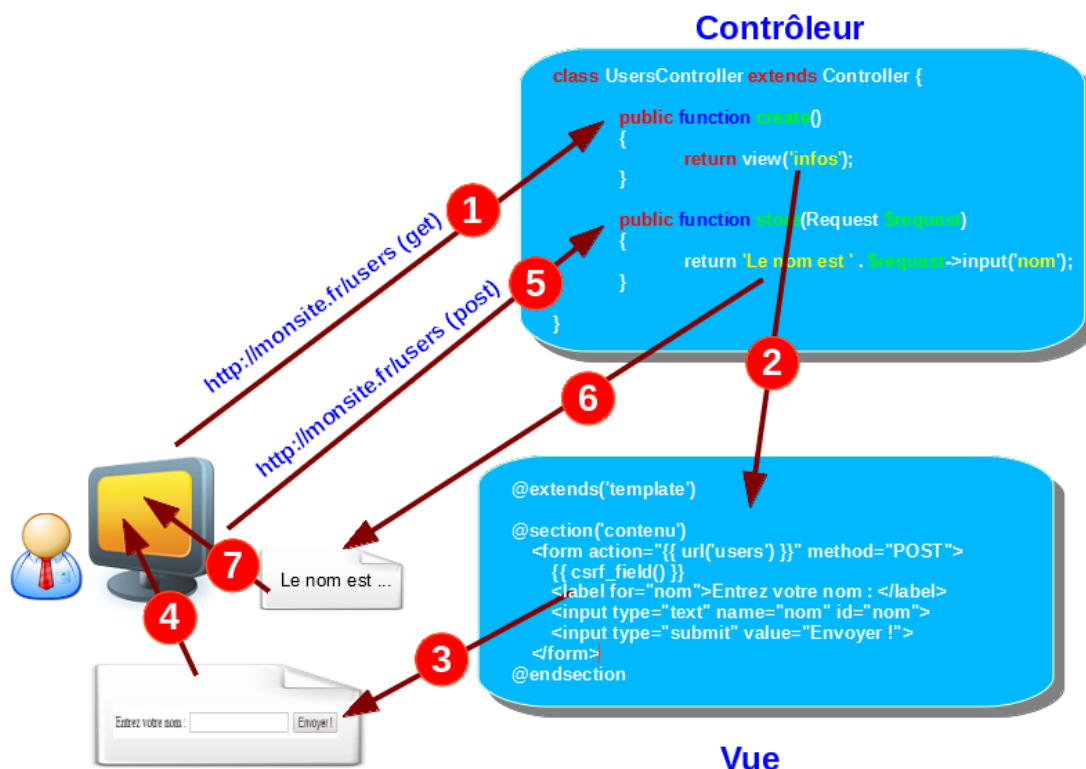 Contrôleur
class UsersController extends Controller {
public function create()
{
return view('infos');
}
public function store(Request $request)
{
return 'Le nom est ' . $request->input('nom');
}
}
1
http://monsite.fr/users (get)
5
http://monsite.fr/users (post)
2
6
@extends('template')
@section('contenu')
<form action="{{ url('users') }}" method="POST">
{{ csrf_field() }}
<label for="nom">Entrez votre nom : </label>
<input type="text" name="nom" id="nom">
<input type="submit" value="Envoyer !">
</form>
@endsection
7
Le nom est ...
4
3
Entrez votre nom : Envoyer !
Vue